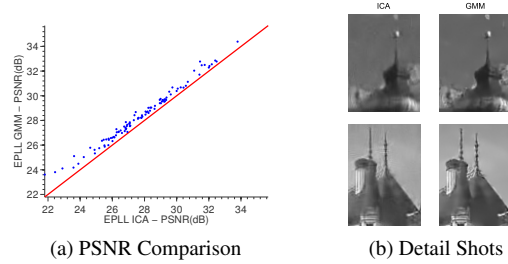 ICA
GMM
34
32
30
28
26
24
22
EPLL GMM – PSNR(dB)
22
24
26
28
30
32
34
EPLL ICA – PSNR(dB)
(a) PSNR Comparison
(b) Detail Shots